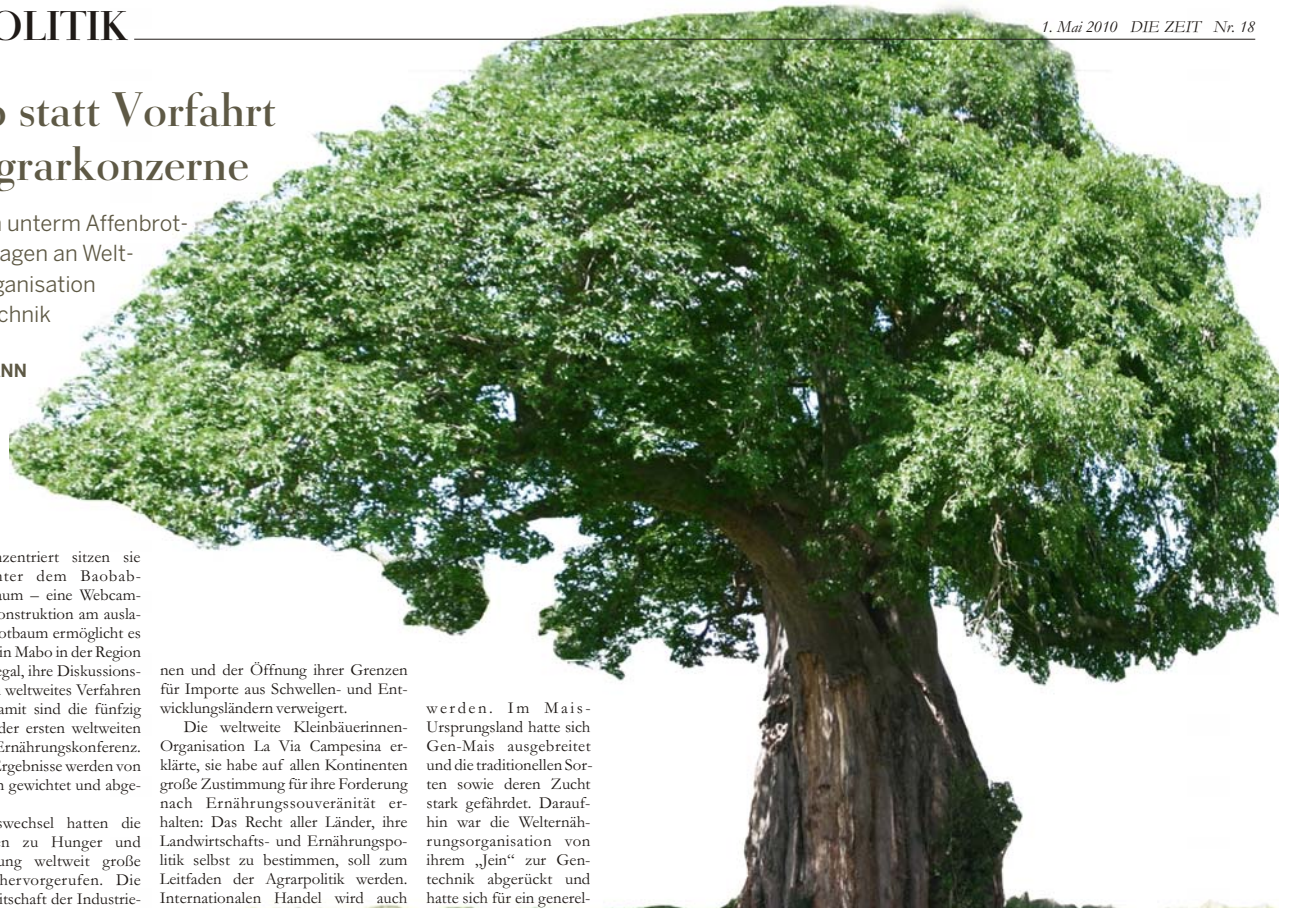 OLITIK
1. Mai 2010 DIE ZEIT Nr. 18
statt Vorfahrt
grarkonzerne
unterm Affenbrot-
agen an Welt-
ganisation
chnik
NN
nzentriert sitzen sie
nter dem Baobab-
aum – eine Webcam-
onstruktion am ausla-
otbaum ermöglicht es
in Mabo in der Region
egal, ihre Diskussions-
weltweites Verfahren
amit sind die fünfzig
der ersten weltweiten
Ernährungskonferenz.
Ergebnisse werden von
n gewichtet und abge-
swechsel hatten die
en zu Hunger und
ung weltweit große
hervorgerufen. Die
itschaft der Industrie-
nen und der Öffnung ihrer Grenzen
für Importe aus Schwellen- und Ent-
wicklungsländern verweigert.
Die weltweite Kleinbäuerinnen-
Organisation La Via Campesina er-
klärte, sie habe auf allen Kontinenten
große Zustimmung für ihre Forderung
nach Ernährungssouveränität er-
halten: Das Recht aller Länder, ihre
Landwirtschafts- und Ernährungspo-
litik selbst zu bestimmen, soll zum
Leitfaden der Agrarpolitik werden.
Internationalen Handel wird auch
werden. Im Mais-
Ursprungsland hatte sich
Gen-Mais ausgebreitet
und die traditionellen Sor-
ten sowie deren Zucht
stark gefährdet. Darauf-
hin war die Welternäh-
rungsorganisation von
ihrem „Jein“ zur Gen-
technik abgerückt und
hatte sich für ein generel-